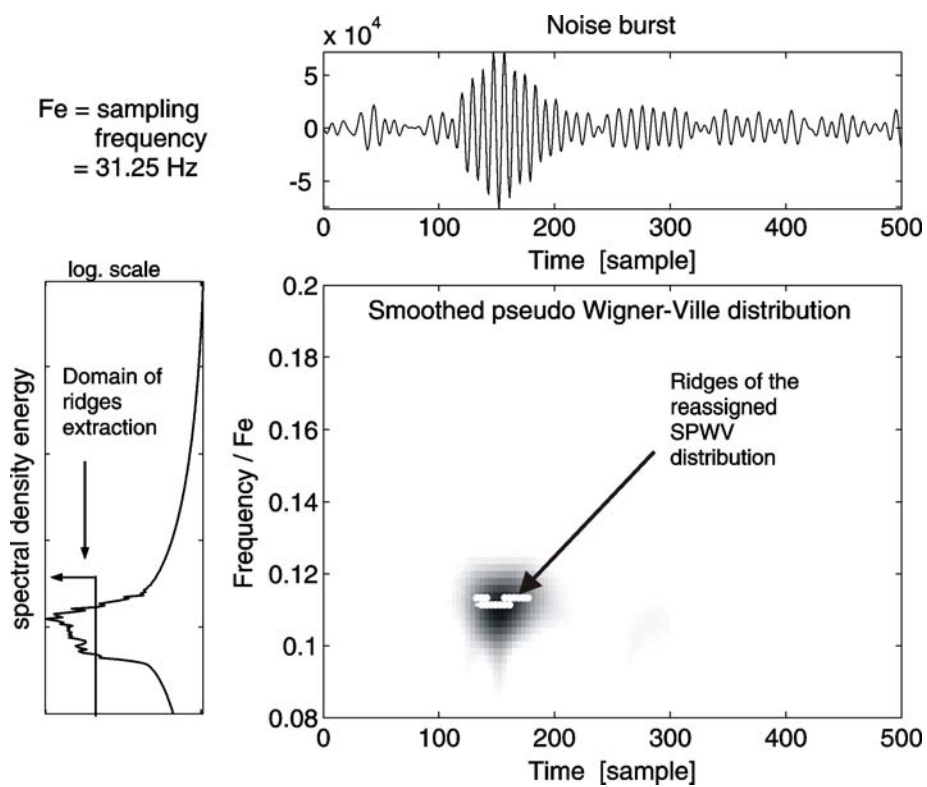 Noise burst
x 10⁴
5
0
-5
0
100
200
300
400
500
Time [sample]
Fe = sampling
frequency
= 31.25 Hz
log. scale
spectral density energy
Domain of
ridges
extraction
Smoothed pseudo Wigner-Ville distribution
Ridges of the
reassigned
SPWV
distribution
Frequency / Fe
0.2
0.18
0.16
0.14
0.12
0.1
0.08
0
100
200
300
400
500
Time [sample]